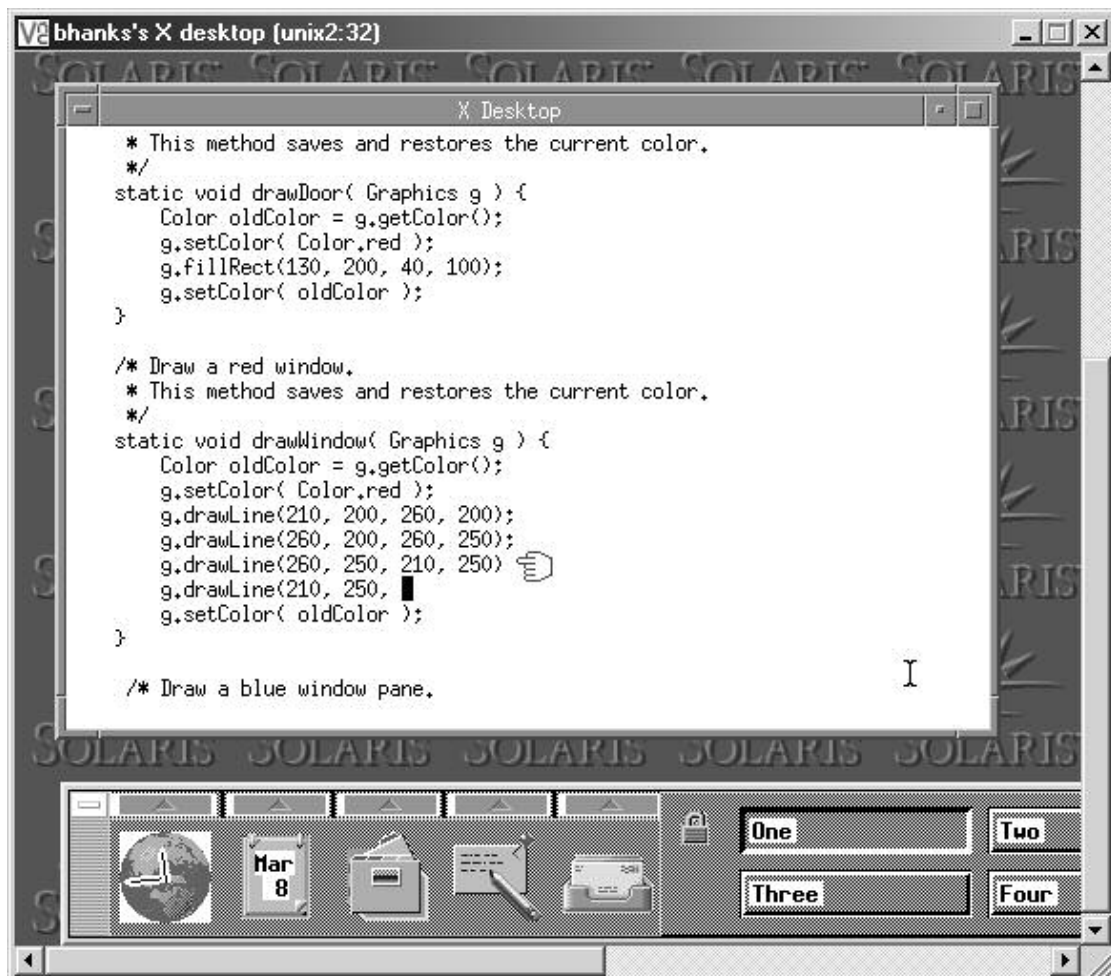 V2 bhanks's X desktop (unix2:32)
SOLARIS SOLARIS SOLARIS SOLARIS SOLARIS
X Desktop
* This method saves and restores the current color.
*/
static void drawDoor( Graphics g ) {
Color oldColor = g.getColor();
g.setColor( Color.red );
g.fillRect(130, 200, 40, 100);
g.setColor( oldColor );
}
/* Draw a red window.
* This method saves and restores the current color.
*/
static void drawWindow( Graphics g ) {
Color oldColor = g.getColor();
g.setColor( Color.red );
g.drawLine(210, 200, 260, 200);
g.drawLine(260, 200, 260, 250);
g.drawLine(260, 250, 210, 250)
g.drawLine(210, 250,
g.setColor( oldColor );
}
/* Draw a blue window pane.
SOLARIS SOLARIS SOLARIS SOLARIS SOLARIS
Mar
8
One
Two
Three
Four